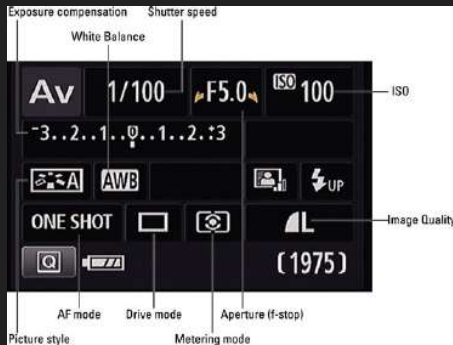 Exposure compensation Shutter speed
White Balance
Av 1/100 F5.0 ISO 100 ISO
-3..2..1..0..1..2.+3
A AWB UP
ONE SHOT L Image Quality
Q (1975)
AF mode Drive mode Aperture (f-stop)
Picture style Metering mode